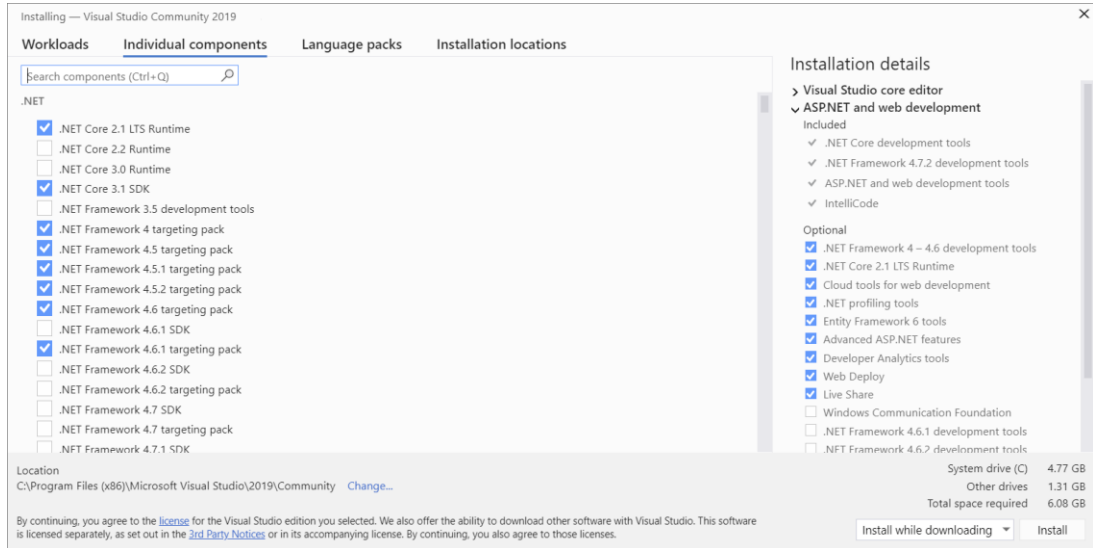 Installing — Visual Studio Community 2019
Workloads Individual components Language packs Installation locations
Search components (Ctrl+Q)
.NET
.NET Core 2.1 LTS Runtime
.NET Core 2.2 Runtime
.NET Core 3.0 Runtime
.NET Core 3.1 SDK
.NET Framework 3.5 development tools
.NET Framework 4 targeting pack
.NET Framework 4.5 targeting pack
.NET Framework 4.5.1 targeting pack
.NET Framework 4.5.2 targeting pack
.NET Framework 4.6 targeting pack
.NET Framework 4.6.1 SDK
.NET Framework 4.6.1 targeting pack
.NET Framework 4.6.2 SDK
.NET Framework 4.6.2 targeting pack
.NET Framework 4.7 SDK
.NET Framework 4.7 targeting pack
.NET Framework 4.7.1 SDK
Installation details
Visual Studio core editor
ASP.NET and web development
Included
.NET Core development tools
.NET Framework 4.7.2 development tools
ASP.NET and web development tools
IntelliCode
Optional
.NET Framework 4 – 4.6 development tools
.NET Core 2.1 LTS Runtime
Cloud tools for web development
.NET profiling tools
Entity Framework 6 tools
Advanced ASP.NET features
Developer Analytics tools
Web Deploy
Live Share
Windows Communication Foundation
.NET Framework 4.6.1 development tools
.NET Framework 4.6.2 development tools
Location
C:\Program Files (x86)\Microsoft Visual Studio\2019\Community Change...
System drive (C) 4.77 GB
Other drives 1.31 GB
Total space required 6.08 GB
By continuing, you agree to the license for the Visual Studio edition you selected. We also offer the ability to download other software with Visual Studio. This software
is licensed separately, as set out in the 3rd Party Notices or in its accompanying license. By continuing, you also agree to those licenses.
Install while downloading Install